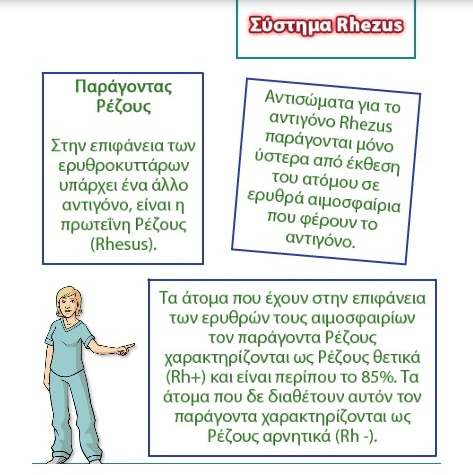 Σύστημα Rhezus
Παράγοντας
Ρέζους
Στην επιφάνεια των
ερυθροκυττάρων
υπάρχει ένα άλλο
αντιγόνο, είναι η
πρωτεΐνη Ρέζους
(Rhesus).
Αντισώματα για το
αντιγόνο Rhezus
παράγονται μόνο
ύστερα από έκθεση
του ατόμου σε
ερυθρά αιμοσφαίρια
που φέρουν το
αντιγόνο.
Τα άτομα που έχουν στην επιφάνεια
των ερυθρών τους αιμοσφαιρίων
τον παράγοντα Ρέζους
χαρακτηρίζονται ως Ρέζους θετικά
(Rh+) και είναι περίπου το 85%. Τα
άτομα που δε διαθέτουν αυτόν τον
παράγοντα χαρακτηρίζονται ως
Ρέζους αρνητικά (Rh -).